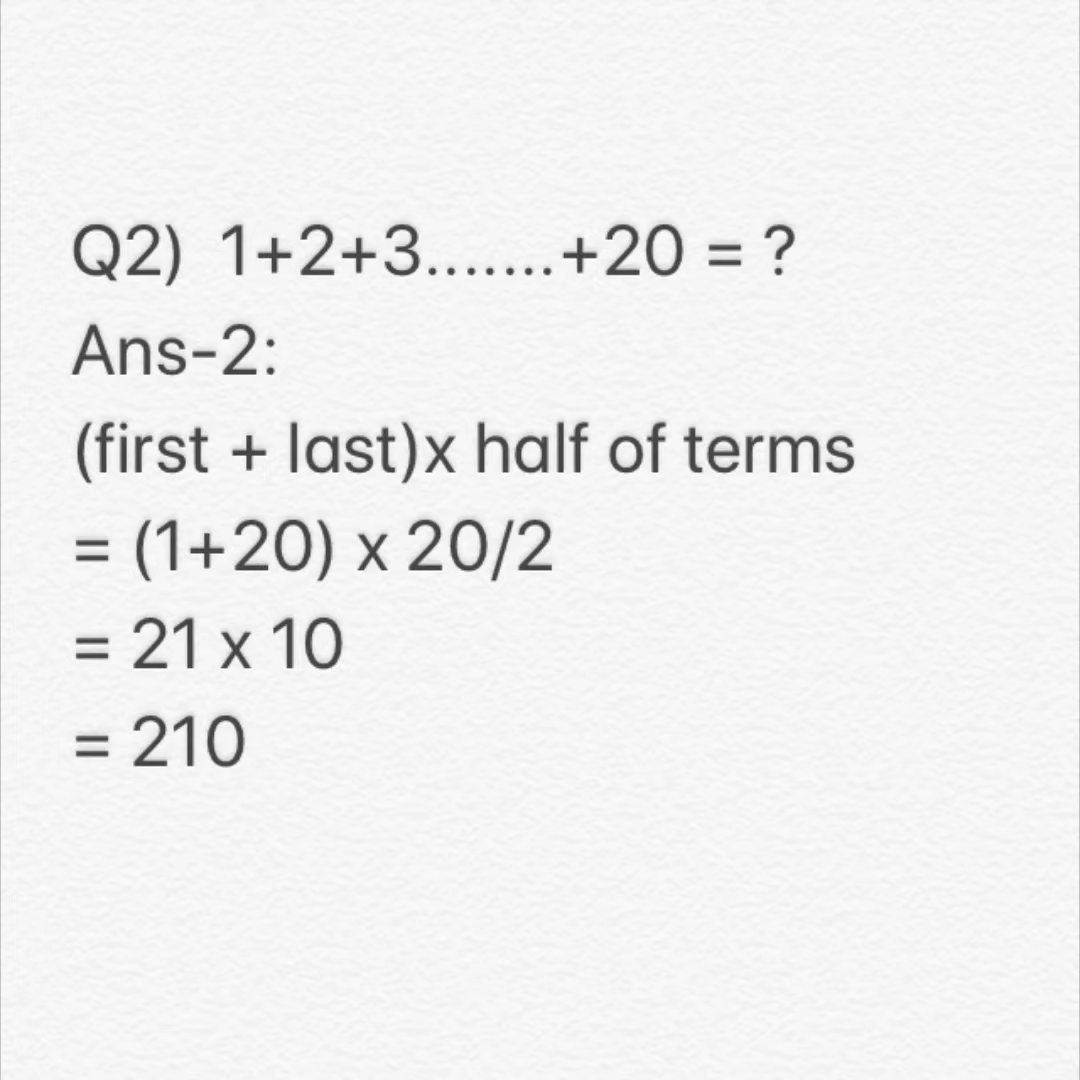 Q2)  1+2+3.......+20 = ?
Ans-2:
(first + last)x half of terms
= (1+20) x 20/2
= 21 x 10
= 210